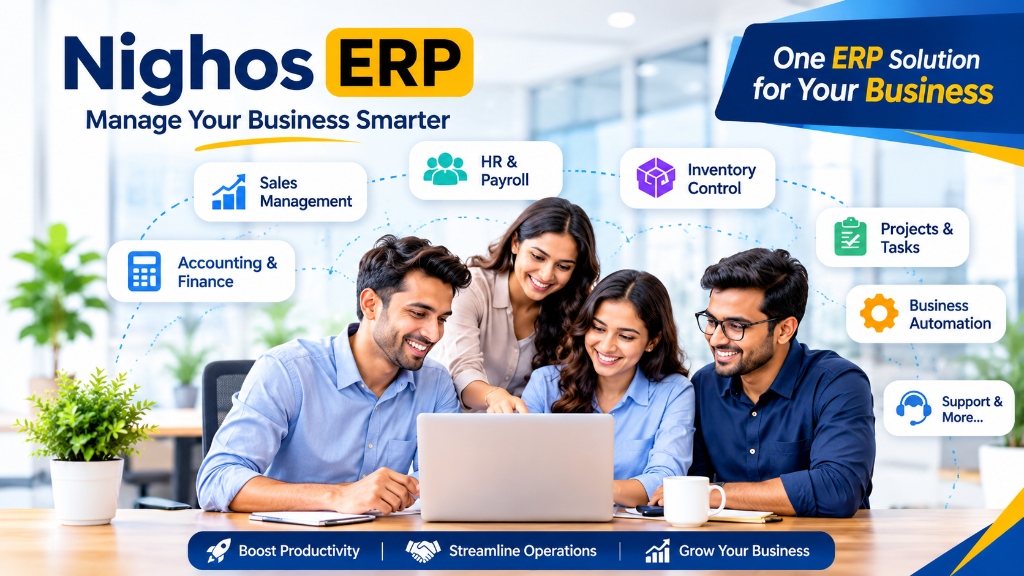 Nighos ERP
Manage Your Business Smarter
One ERP Solution
for Your Business
Sales
Management
HR &
Payroll
Inventory
Control
Accounting &
Finance
Projects &
Tasks
Business
Automation
Support &
More...
Boost Productivity
Streamline Operations
Grow Your Business